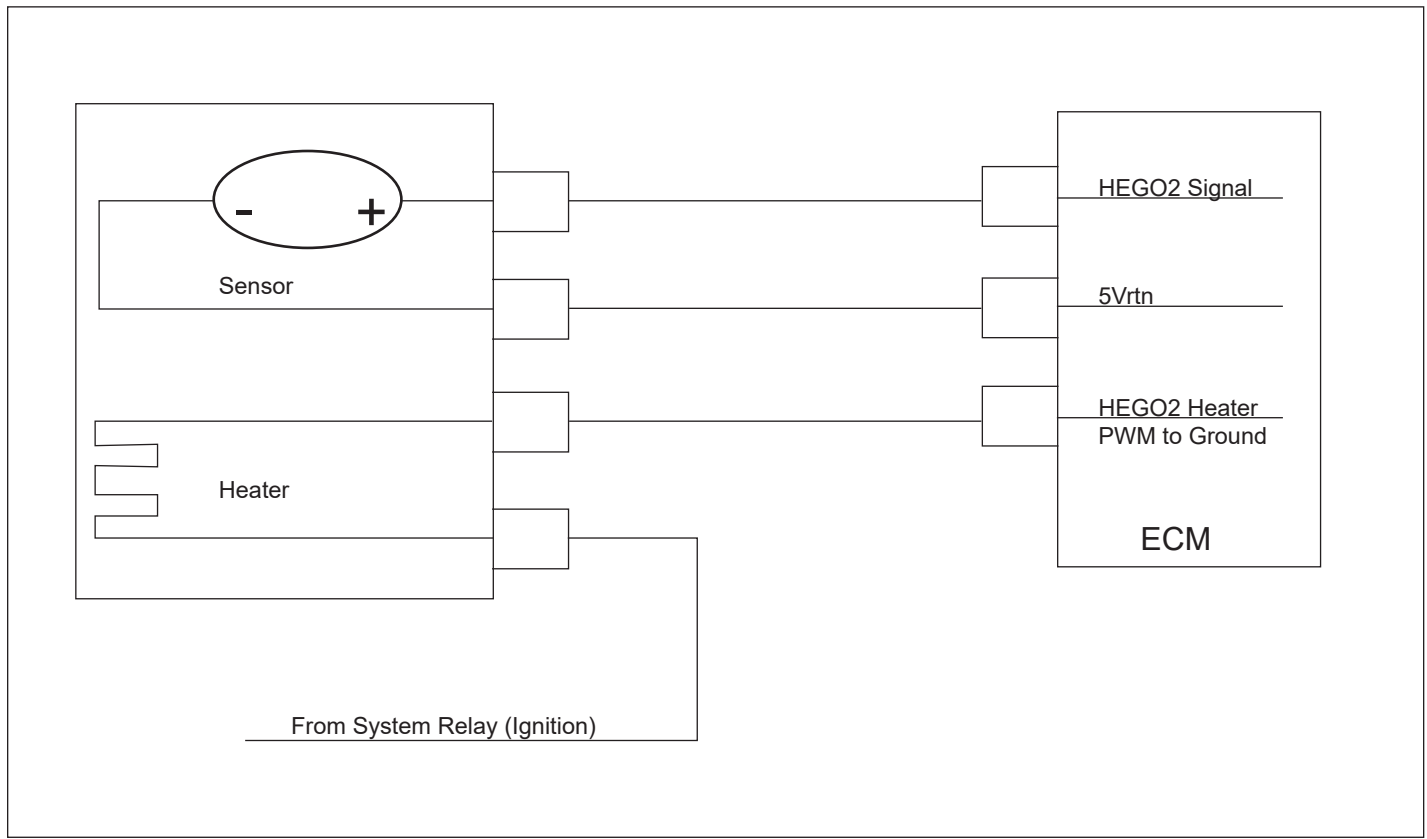 HEGO2 Signal
- +
Sensor
5Vrtn
HEGO2 Heater
PWM to Ground
Heater
ECM
From System Relay (Ignition)